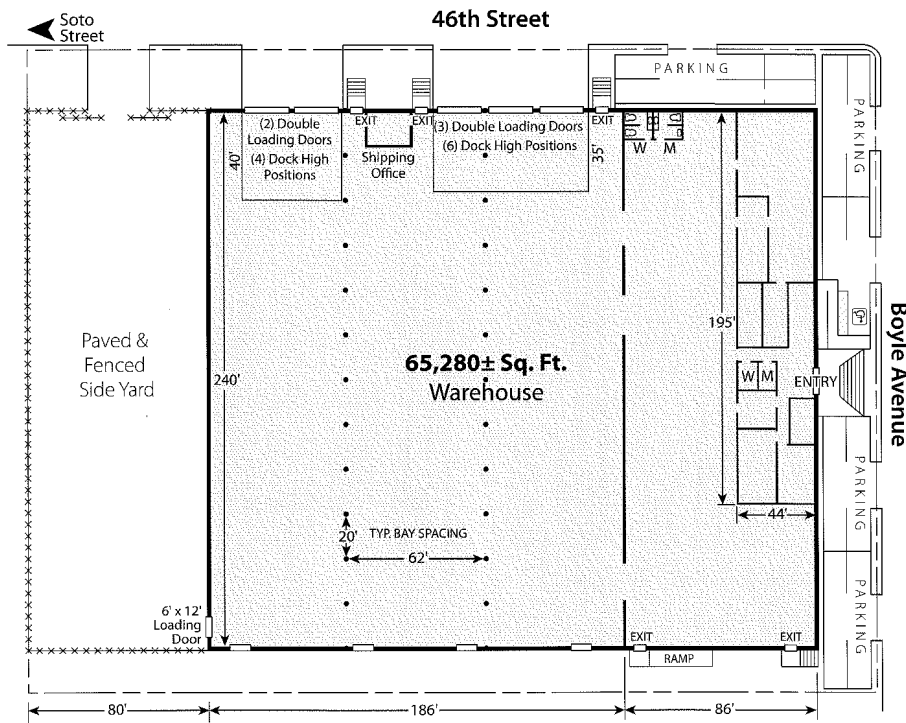 46th Street
Soto
Street
PARKING
PARKING
EXIT
EXIT
EXIT
(2) Double
Loading Doors
(4) Dock High
Positions
40'
Shipping
Office
(3) Double Loading Doors
(6) Dock High Positions
35'
W
M
195'
Boyle Avenue
Paved &
Fenced
Side Yard
240'
65,280± Sq. Ft.
Warehouse
W
M
ENTRY
PARKING
44'
20'
TYP. BAY SPACING
62'
6' x 12'
Loading
Door
EXIT
EXIT
PARKING
RAMP
80'
186'
86'